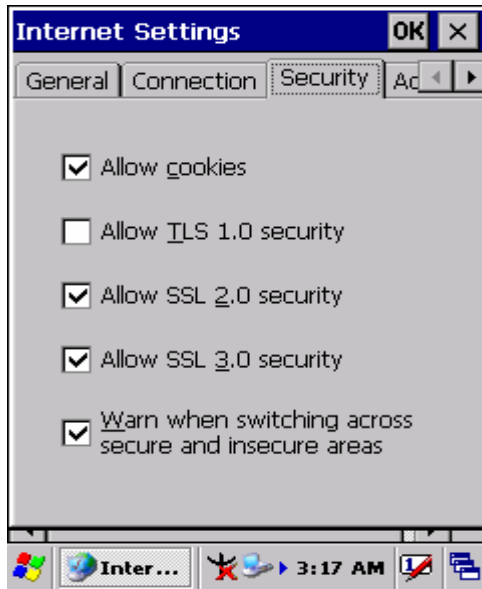 Internet Settings OK ×
General Connection Security Ac
Allow cookies
Allow TLS 1.0 security
Allow SSL 2.0 security
Allow SSL 3.0 security
Warn when switching across
secure and insecure areas
Inter... 3:17 AM